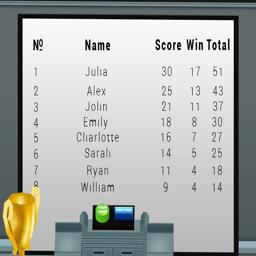 № Name Score Win Total
1 Julia 30 17 51
2 Alex 25 13 43
3 John 21 11 37
4 Emily 18 8 30
5 Charlotte 16 7 27
6 Sarah 14 5 25
7 Ryan 11 4 18
8 William 9 4 14